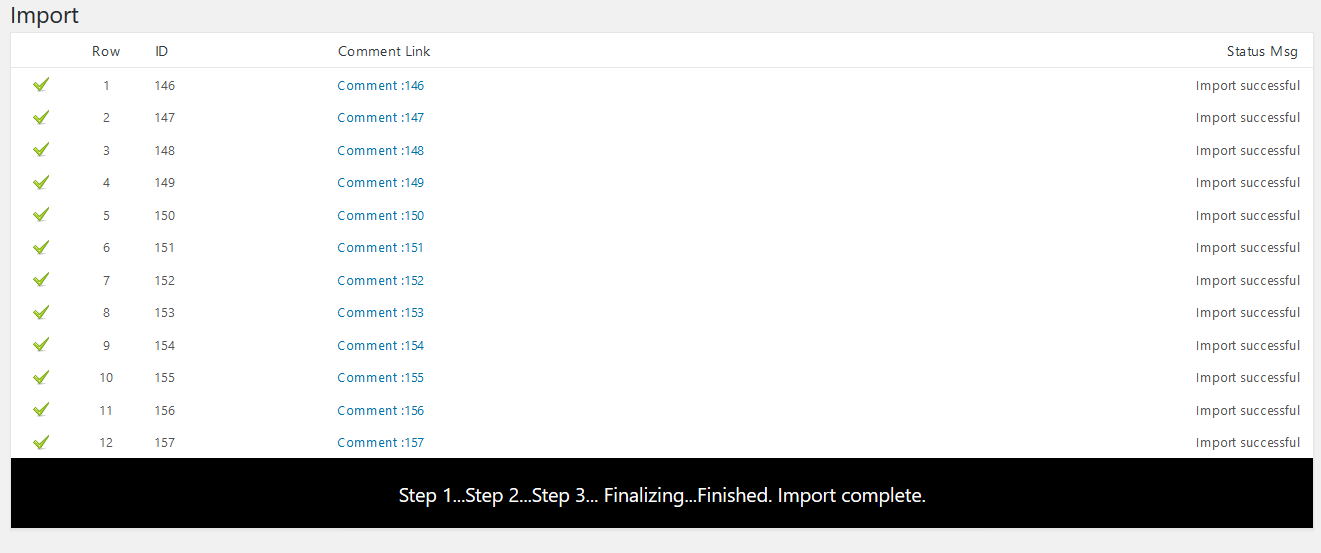 Import
Row ID Comment Link Status Msg
1 146 Comment :146 Import successful
2 147 Comment :147 Import successful
3 148 Comment :148 Import successful
4 149 Comment :149 Import successful
5 150 Comment :150 Import successful
6 151 Comment :151 Import successful
7 152 Comment :152 Import successful
8 153 Comment :153 Import successful
9 154 Comment :154 Import successful
10 155 Comment :155 Import successful
11 156 Comment :156 Import successful
12 157 Comment :157 Import successful
Step 1...Step 2...Step 3... Finalizing...Finished. Import complete.